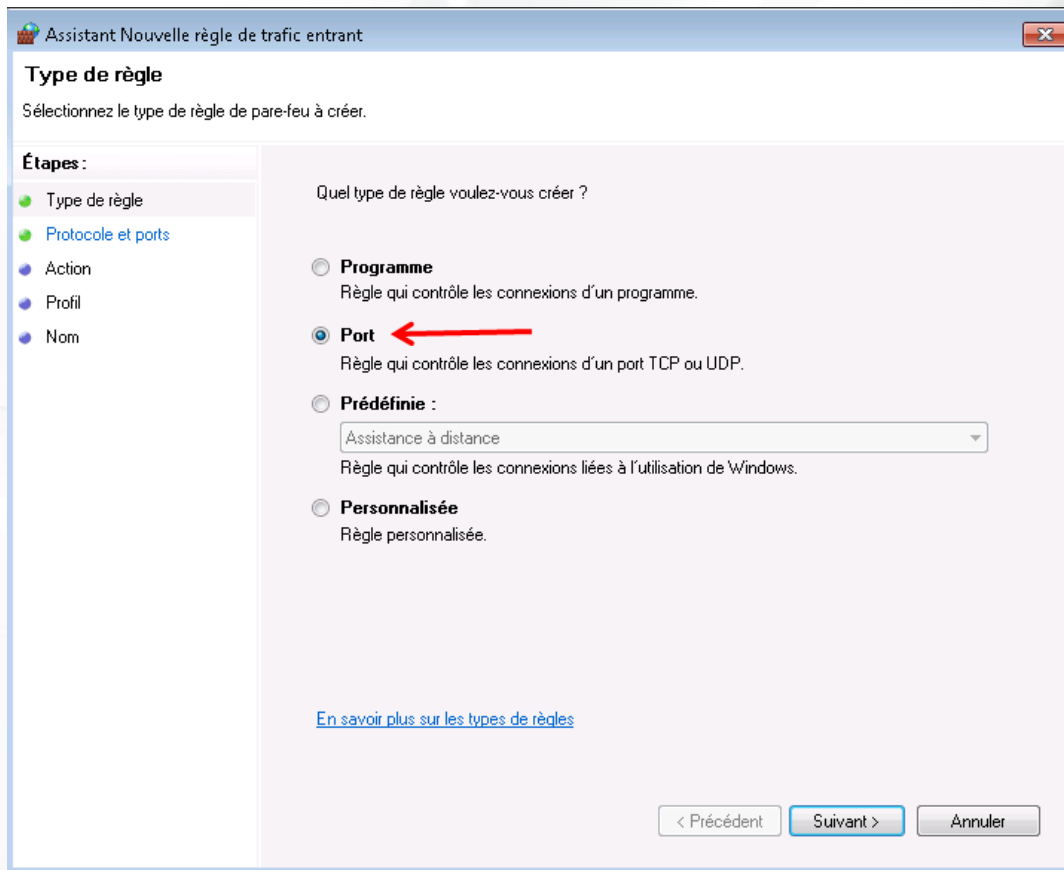 Assistant Nouvelle règle de trafic entrant
Type de règle
Sélectionnez le type de règle de pare-feu à créer.
Étapes :
Type de règle
Protocole et ports
Action
Profil
Nom
Quel type de règle voulez-vous créer ?
Programme
Règle qui contrôle les connexions d'un programme.
Port
Règle qui contrôle les connexions d'un port TCP ou UDP.
Prédéfinie :
Assistance à distance
Règle qui contrôle les connexions liées à l'utilisation de Windows.
Personnalisée
Règle personnalisée.
En savoir plus sur les types de règles
< Précédent
Suivant >
Annuler